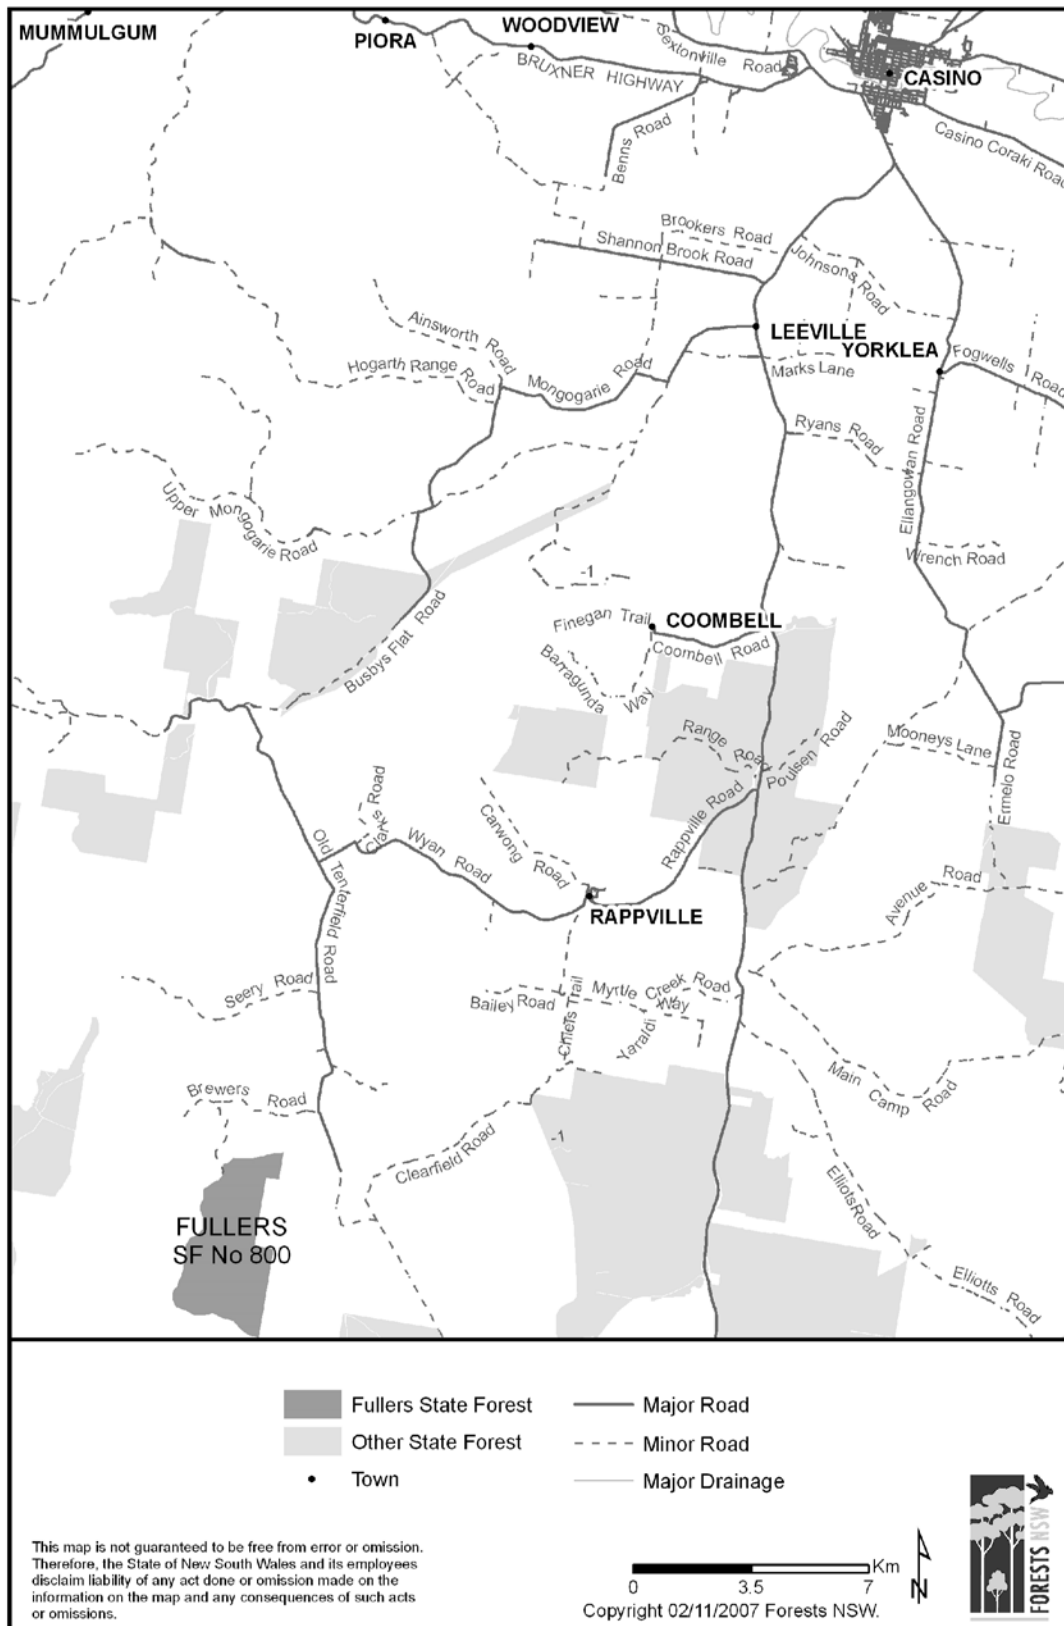 MUMMULGUM
PIORA
WOODVIEW
BRUXNER HIGHWAY
Sextonville Road
CASINO
Casino Coraki Road
Benns Road
Brookers Road
Shannon Brook Road
Johnsons Road
LEEVILLE
YORKLEA
Fogwells Road
Ainsworth Road
Hogarth Range Road
Mongogarie Road
Marks Lane
Ryans Road
Ellangowan Road
Upper Mongogarie Road
Wrench Road
-1
Finegan Trail
COOMBELL
Coombell Road
Busbys Flat Road
Barragunda Way
Range Road
Poulsen Road
Mooneys Lane
Ermelo Road
Clarks Road
Carwong Road
Rappville Road
Old Tenterfield Road
Wyan Road
RAPPVILLE
Avenue Road
Seery Road
Bailey Road
Myrtle Creek Road
Yaraldi Way
Chiefs Trail
Main Camp Road
Brewers Road
Clearfield Road
-1
Elliots Road
FULLERS
SF No 800
Elliotts Road
Fullers State Forest
Other State Forest
Town
Major Road
Minor Road
Major Drainage
This map is not guaranteed to be free from error or omission.
Therefore, the State of New South Wales and its employees
disclaim liability of any act done or omission made on the
information on the map and any consequences of such acts
or omissions.
Km
0 3.5 7
Copyright 02/11/2007 Forests NSW.
N
FORESTS NSW